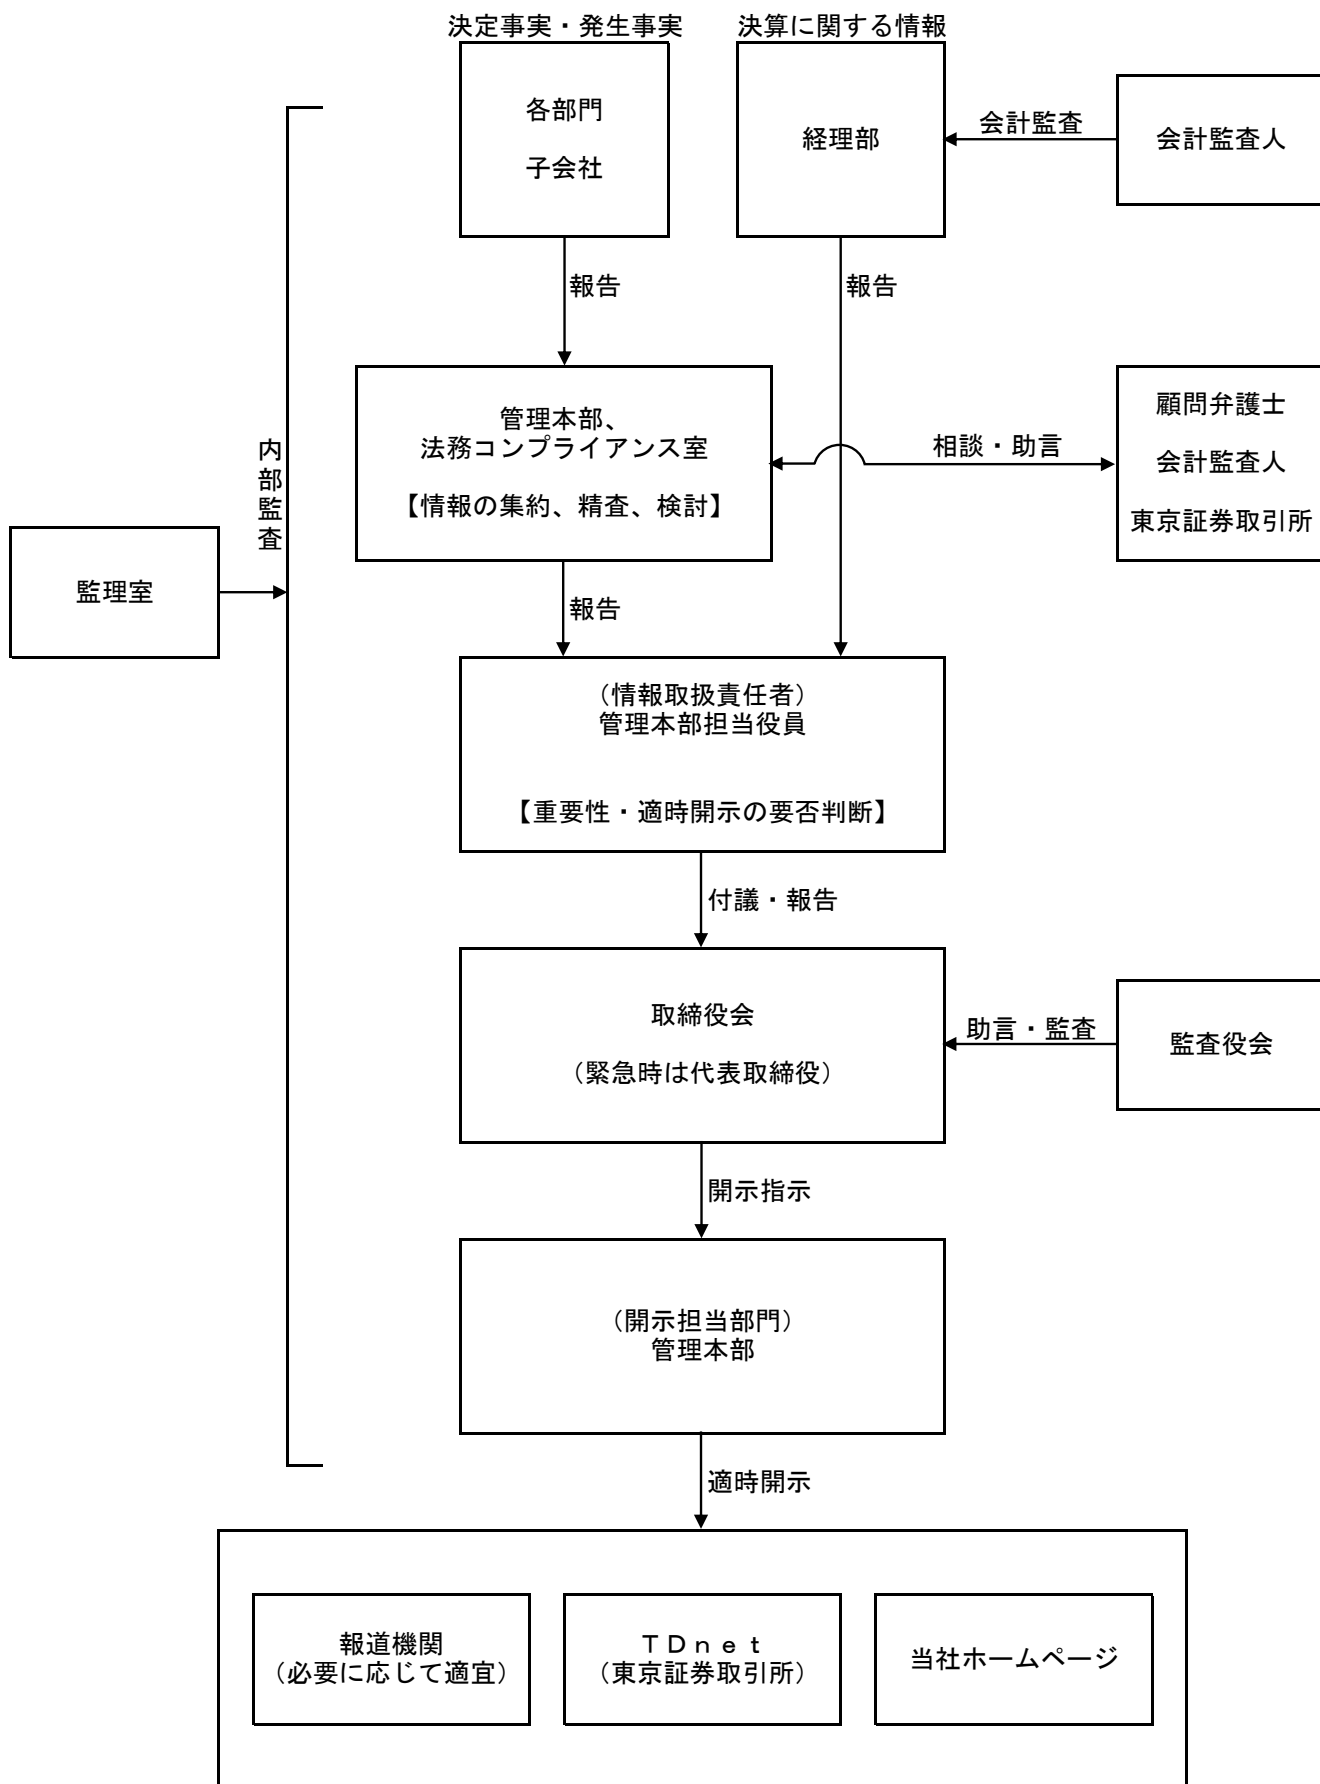 決定事実・発生事実
決算に関する情報
各部門
子会社
経理部
会計監査
会計監査人
報告
報告
管理本部、
法務コンプライアンス室
【情報の集約、精査、検討】
相談・助言
顧問弁護士
会計監査人
東京証券取引所
内部監査
監理室
報告
（情報取扱責任者）
管理本部担当役員
【重要性・適時開示の要否判断】
付議・報告
取締役会
（緊急時は代表取締役）
助言・監査
監査役会
開示指示
（開示担当部門）
管理本部
適時開示
報道機関
（必要に応じて適宜）
ＴＤｎｅｔ
（東京証券取引所）
当社ホームページ